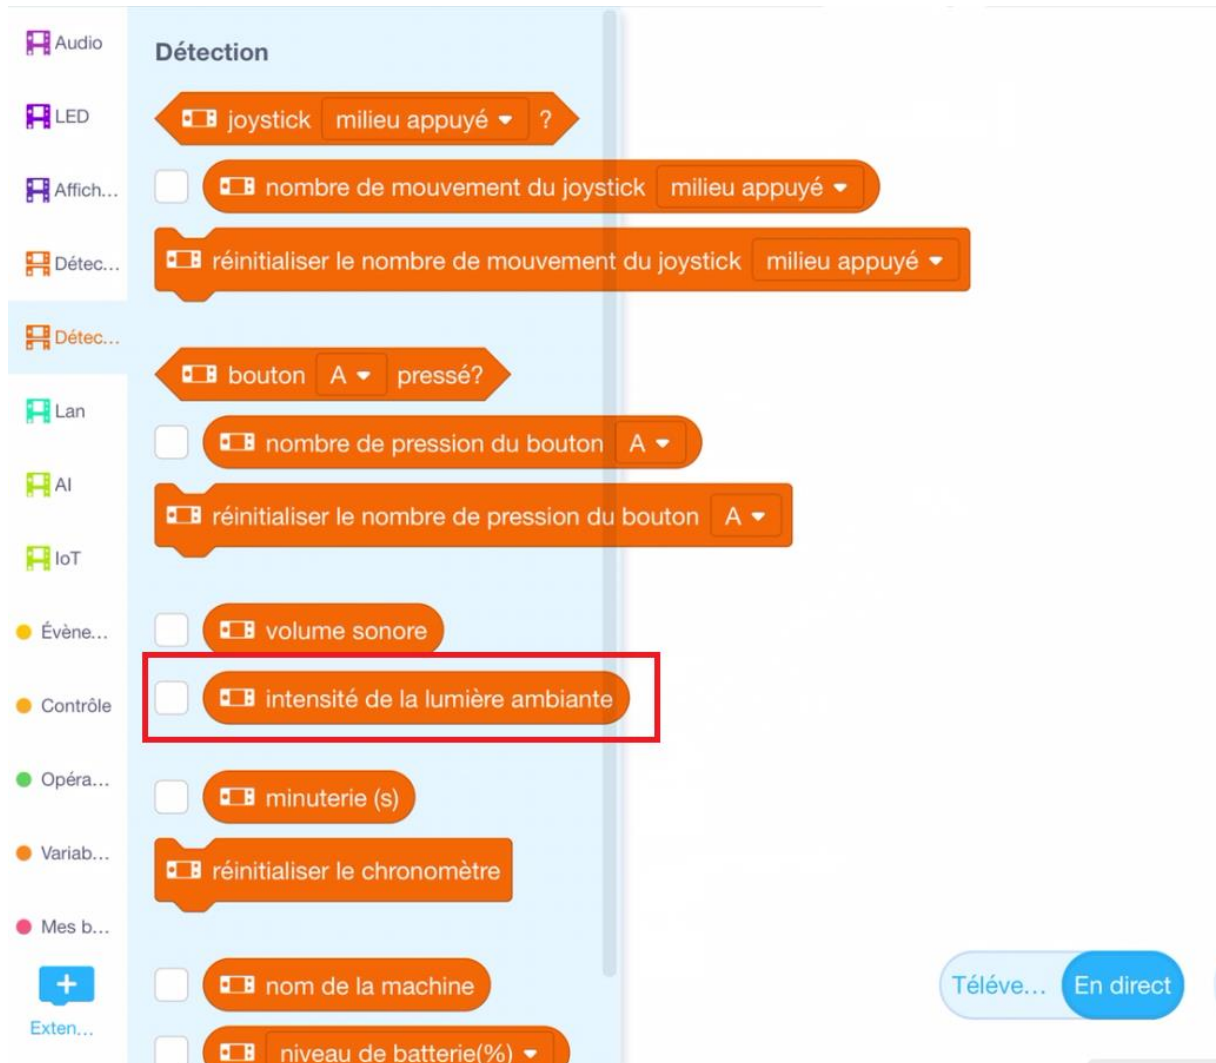 Audio
LED
Affich...
Détec...
Détec...
Lan
AI
IoT
Évène...
Contrôle
Opéra...
Variab...
Mes b...
Exten...
Détection
joystick milieu appuyé ?
nombre de mouvement du joystick milieu appuyé
réinitialiser le nombre de mouvement du joystick milieu appuyé
bouton A pressé?
nombre de pression du bouton A
réinitialiser le nombre de pression du bouton A
volume sonore
intensité de la lumière ambiante
minuterie (s)
réinitialiser le chronomètre
nom de la machine
niveau de batterie(%)
Téléve... En direct